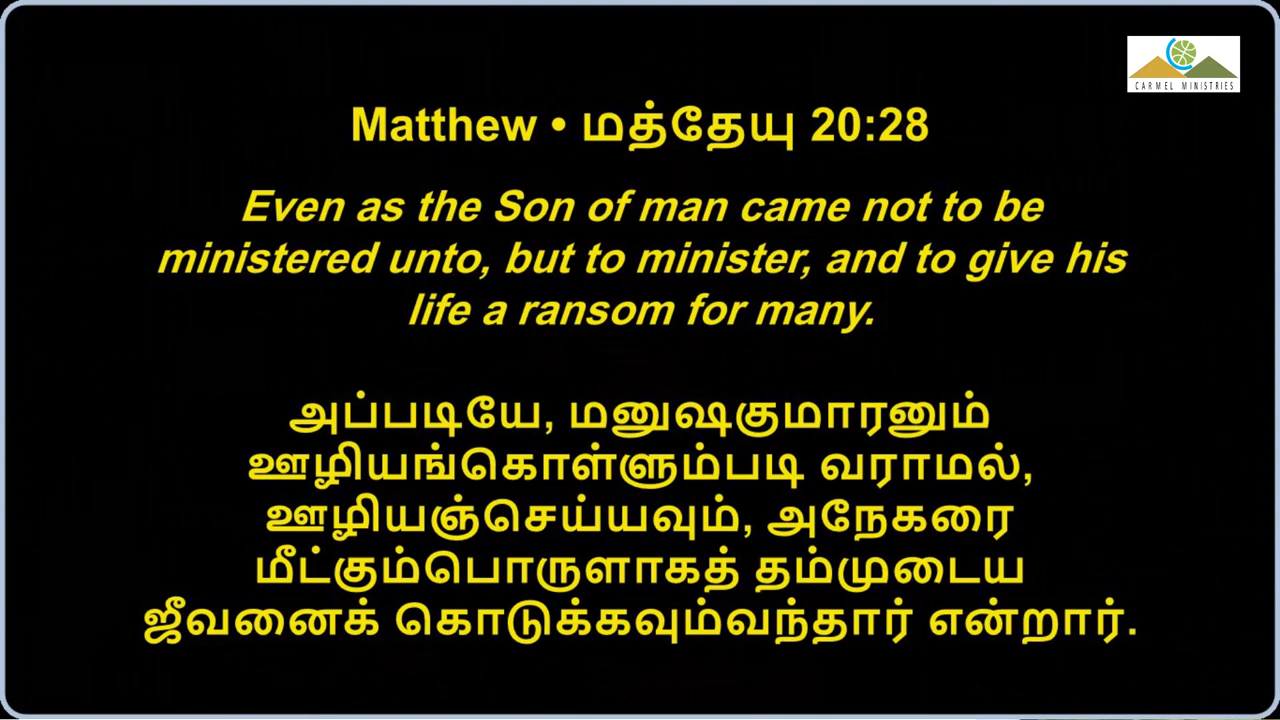 CARMEL MINISTRIES
Matthew • மத்தேயு 20:28
Even as the Son of man came not to be
ministered unto, but to minister, and to give his
life a ransom for many.
அப்படியே, மனுஷகுமாரனும்
ஊழியங்கொள்ளும்படி வராமல்,
ஊழியஞ்செய்யவும், அநேகரை
மீட்கும்பொருளாகத் தம்முடைய
ஜீவனைக் கொடுக்கவும்வந்தார் என்றார்.